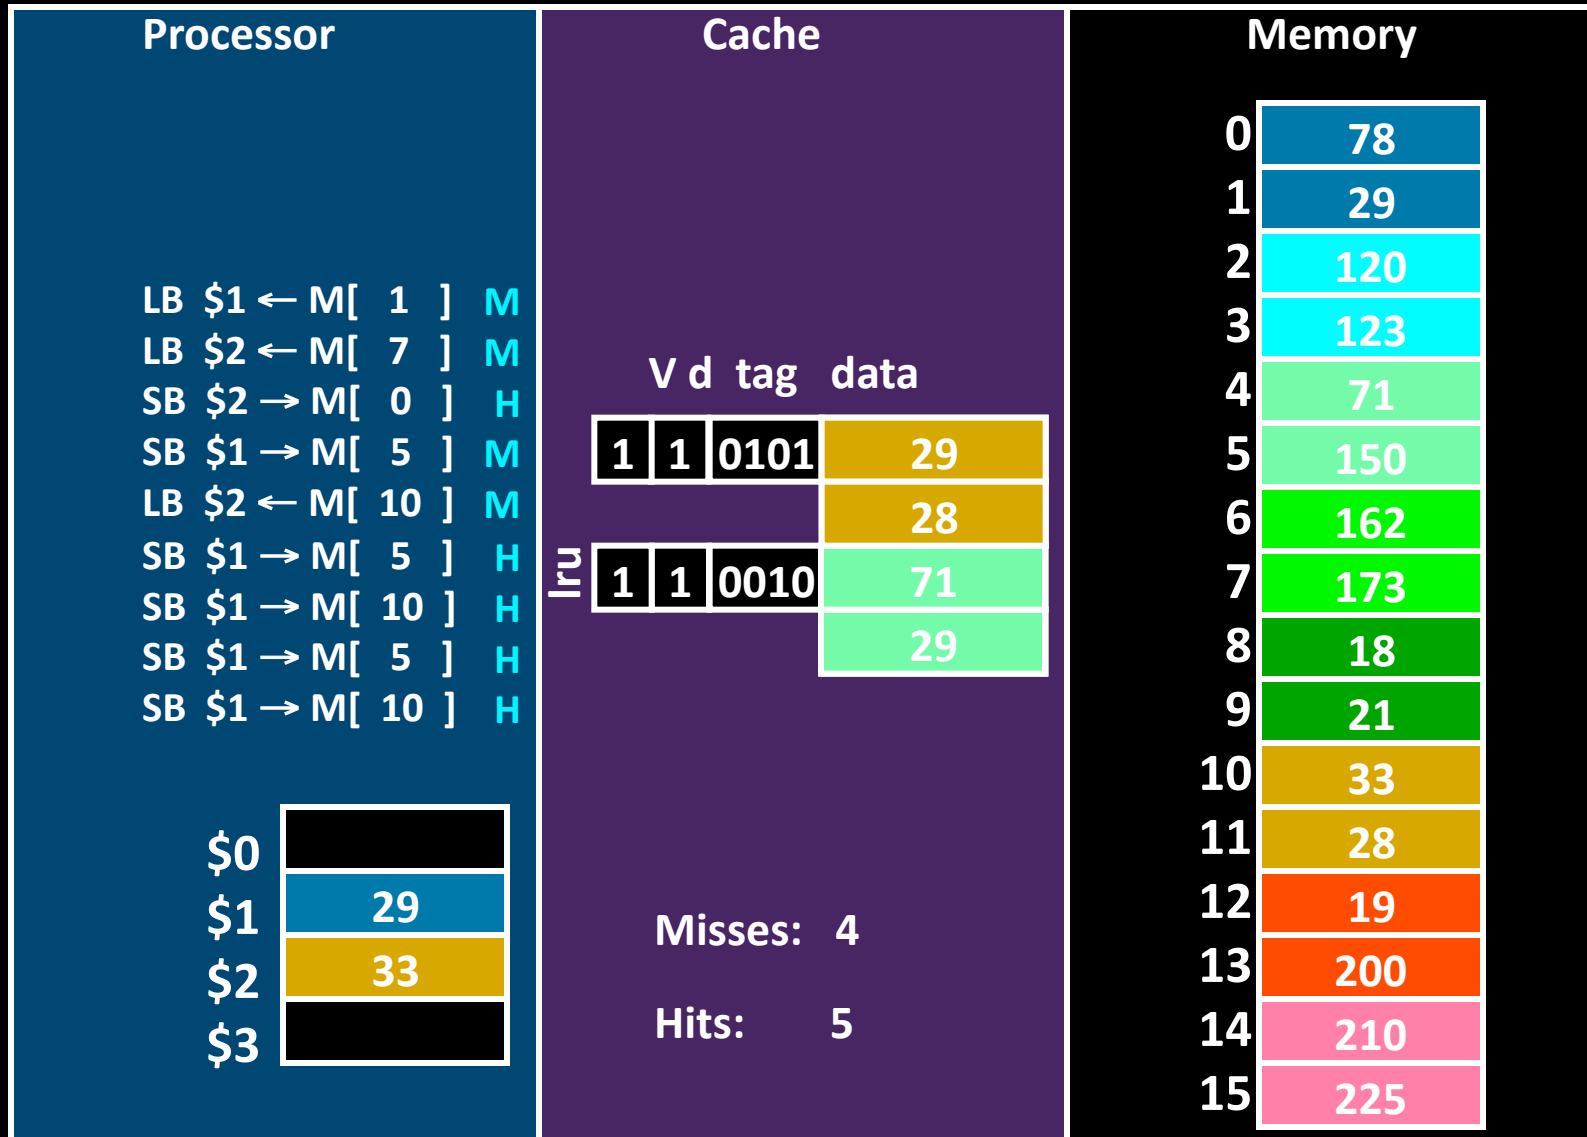 Processor
LB $1 ← M[ 1 ] M
LB $2 ← M[ 7 ] M
SB $2 → M[ 0 ] H
SB $1 → M[ 5 ] M
LB $2 ← M[ 10 ] M
SB $1 → M[ 5 ] H
SB $1 → M[ 10 ] H
SB $1 → M[ 5 ] H
SB $1 → M[ 10 ] H
$0
$1 29
$2 33
$3
Cache
V d tag data
1 1 0101 29
28
lru 1 1 0010 71
29
Misses: 4
Hits: 5
Memory
0 78
1 29
2 120
3 123
4 71
5 150
6 162
7 173
8 18
9 21
10 33
11 28
12 19
13 200
14 210
15 225